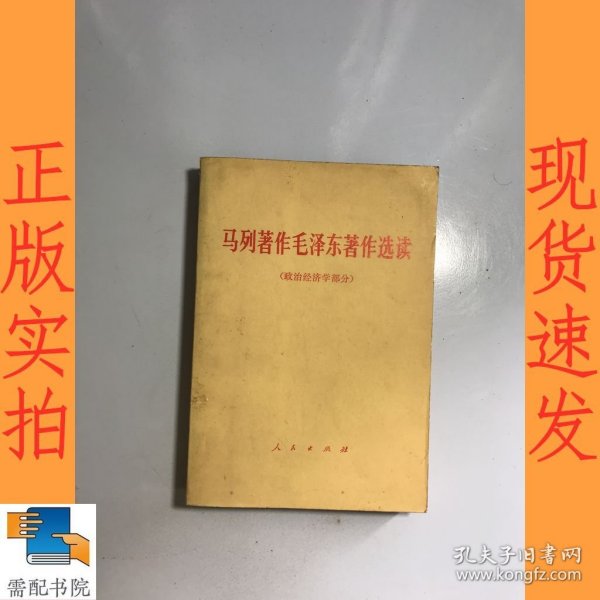 正版实拍
现货速发
马列著作毛泽东著作选读
（政治经济学部分）
人民出版社
需配书院
孔夫子旧书网
www.kongfz.com